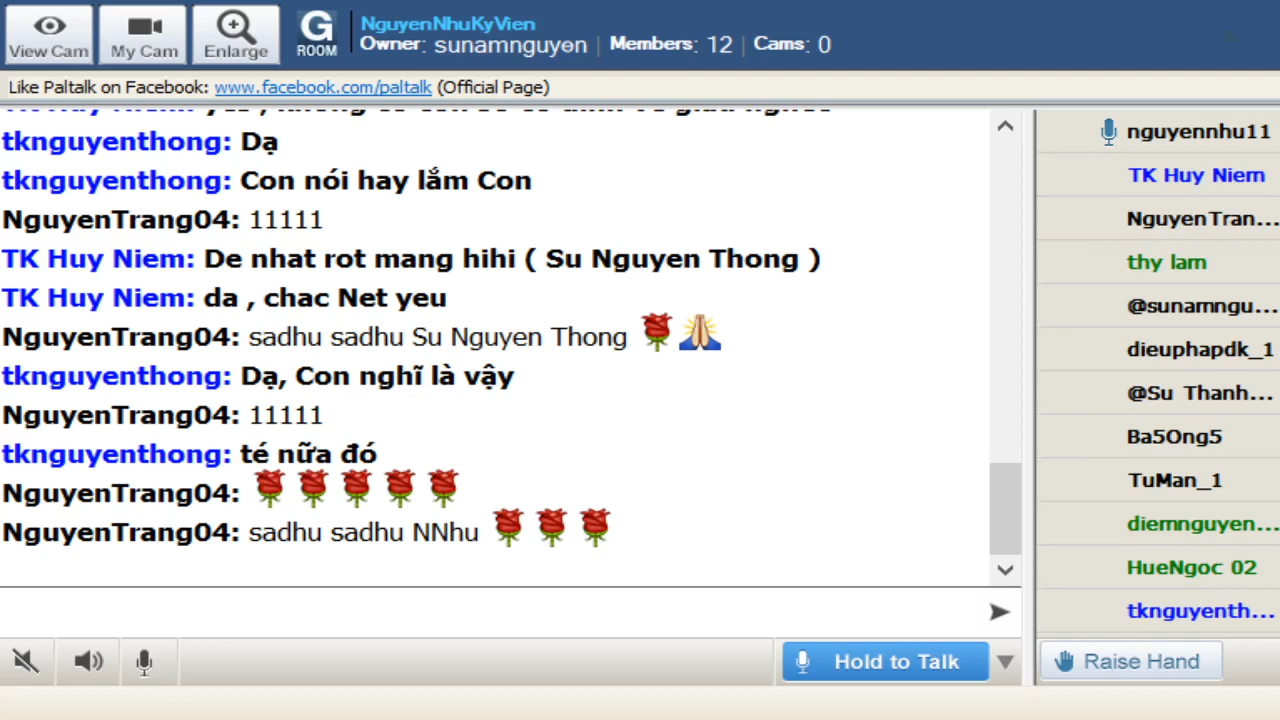 View Cam
My Cam
Enlarge
G
ROOM
NguyenNhuKyVien
Owner: sunamnguyen | Members: 12 | Cams: 0
Like Paltalk on Facebook: www.facebook.com/paltalk (Official Page)
tknguyenthong: Dạ
tknguyenthong: Con nói hay lắm Con
NguyenTrang04: 11111
TK Huy Niem: De nhat rot mang hihi ( Su Nguyen Thong )
TK Huy Niem: da , chac Net yeu
NguyenTrang04: sadhu sadhu Su Nguyen Thong
tknguyenthong: Dạ, Con nghĩ là vậy
NguyenTrang04: 11111
tknguyenthong: té nữa đó
NguyenTrang04:
NguyenTrang04: sadhu sadhu NNhu
nguyennhu11
TK Huy Niem
NguyenTran...
thy lam
@sunamngu...
dieuphapdk_1
@Su Thanh...
Ba5Ong5
TuMan_1
diemnguyen...
HueNgoc 02
tknguyenth...
Hold to Talk
Raise Hand